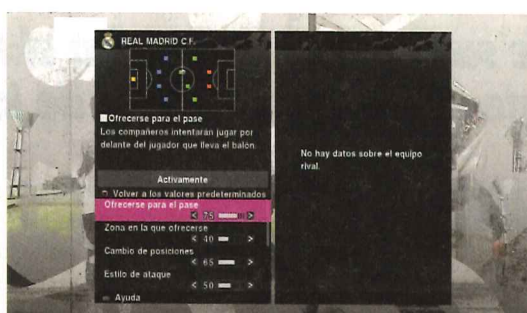 REAL MADRID C.F.
Ofrecerse para el pase
Los compañeros intentarán jugar por
delante del jugador que lleva el balón.
Activamente
Volver a los valores predeterminados
Ofrecerse para el pase
< 75 >
Zona en la que ofrecerse
< 40 >
Cambio de posiciones
< 65 >
Estilo de ataque
< 50 >
Ayuda
No hay datos sobre el equipo
rival.